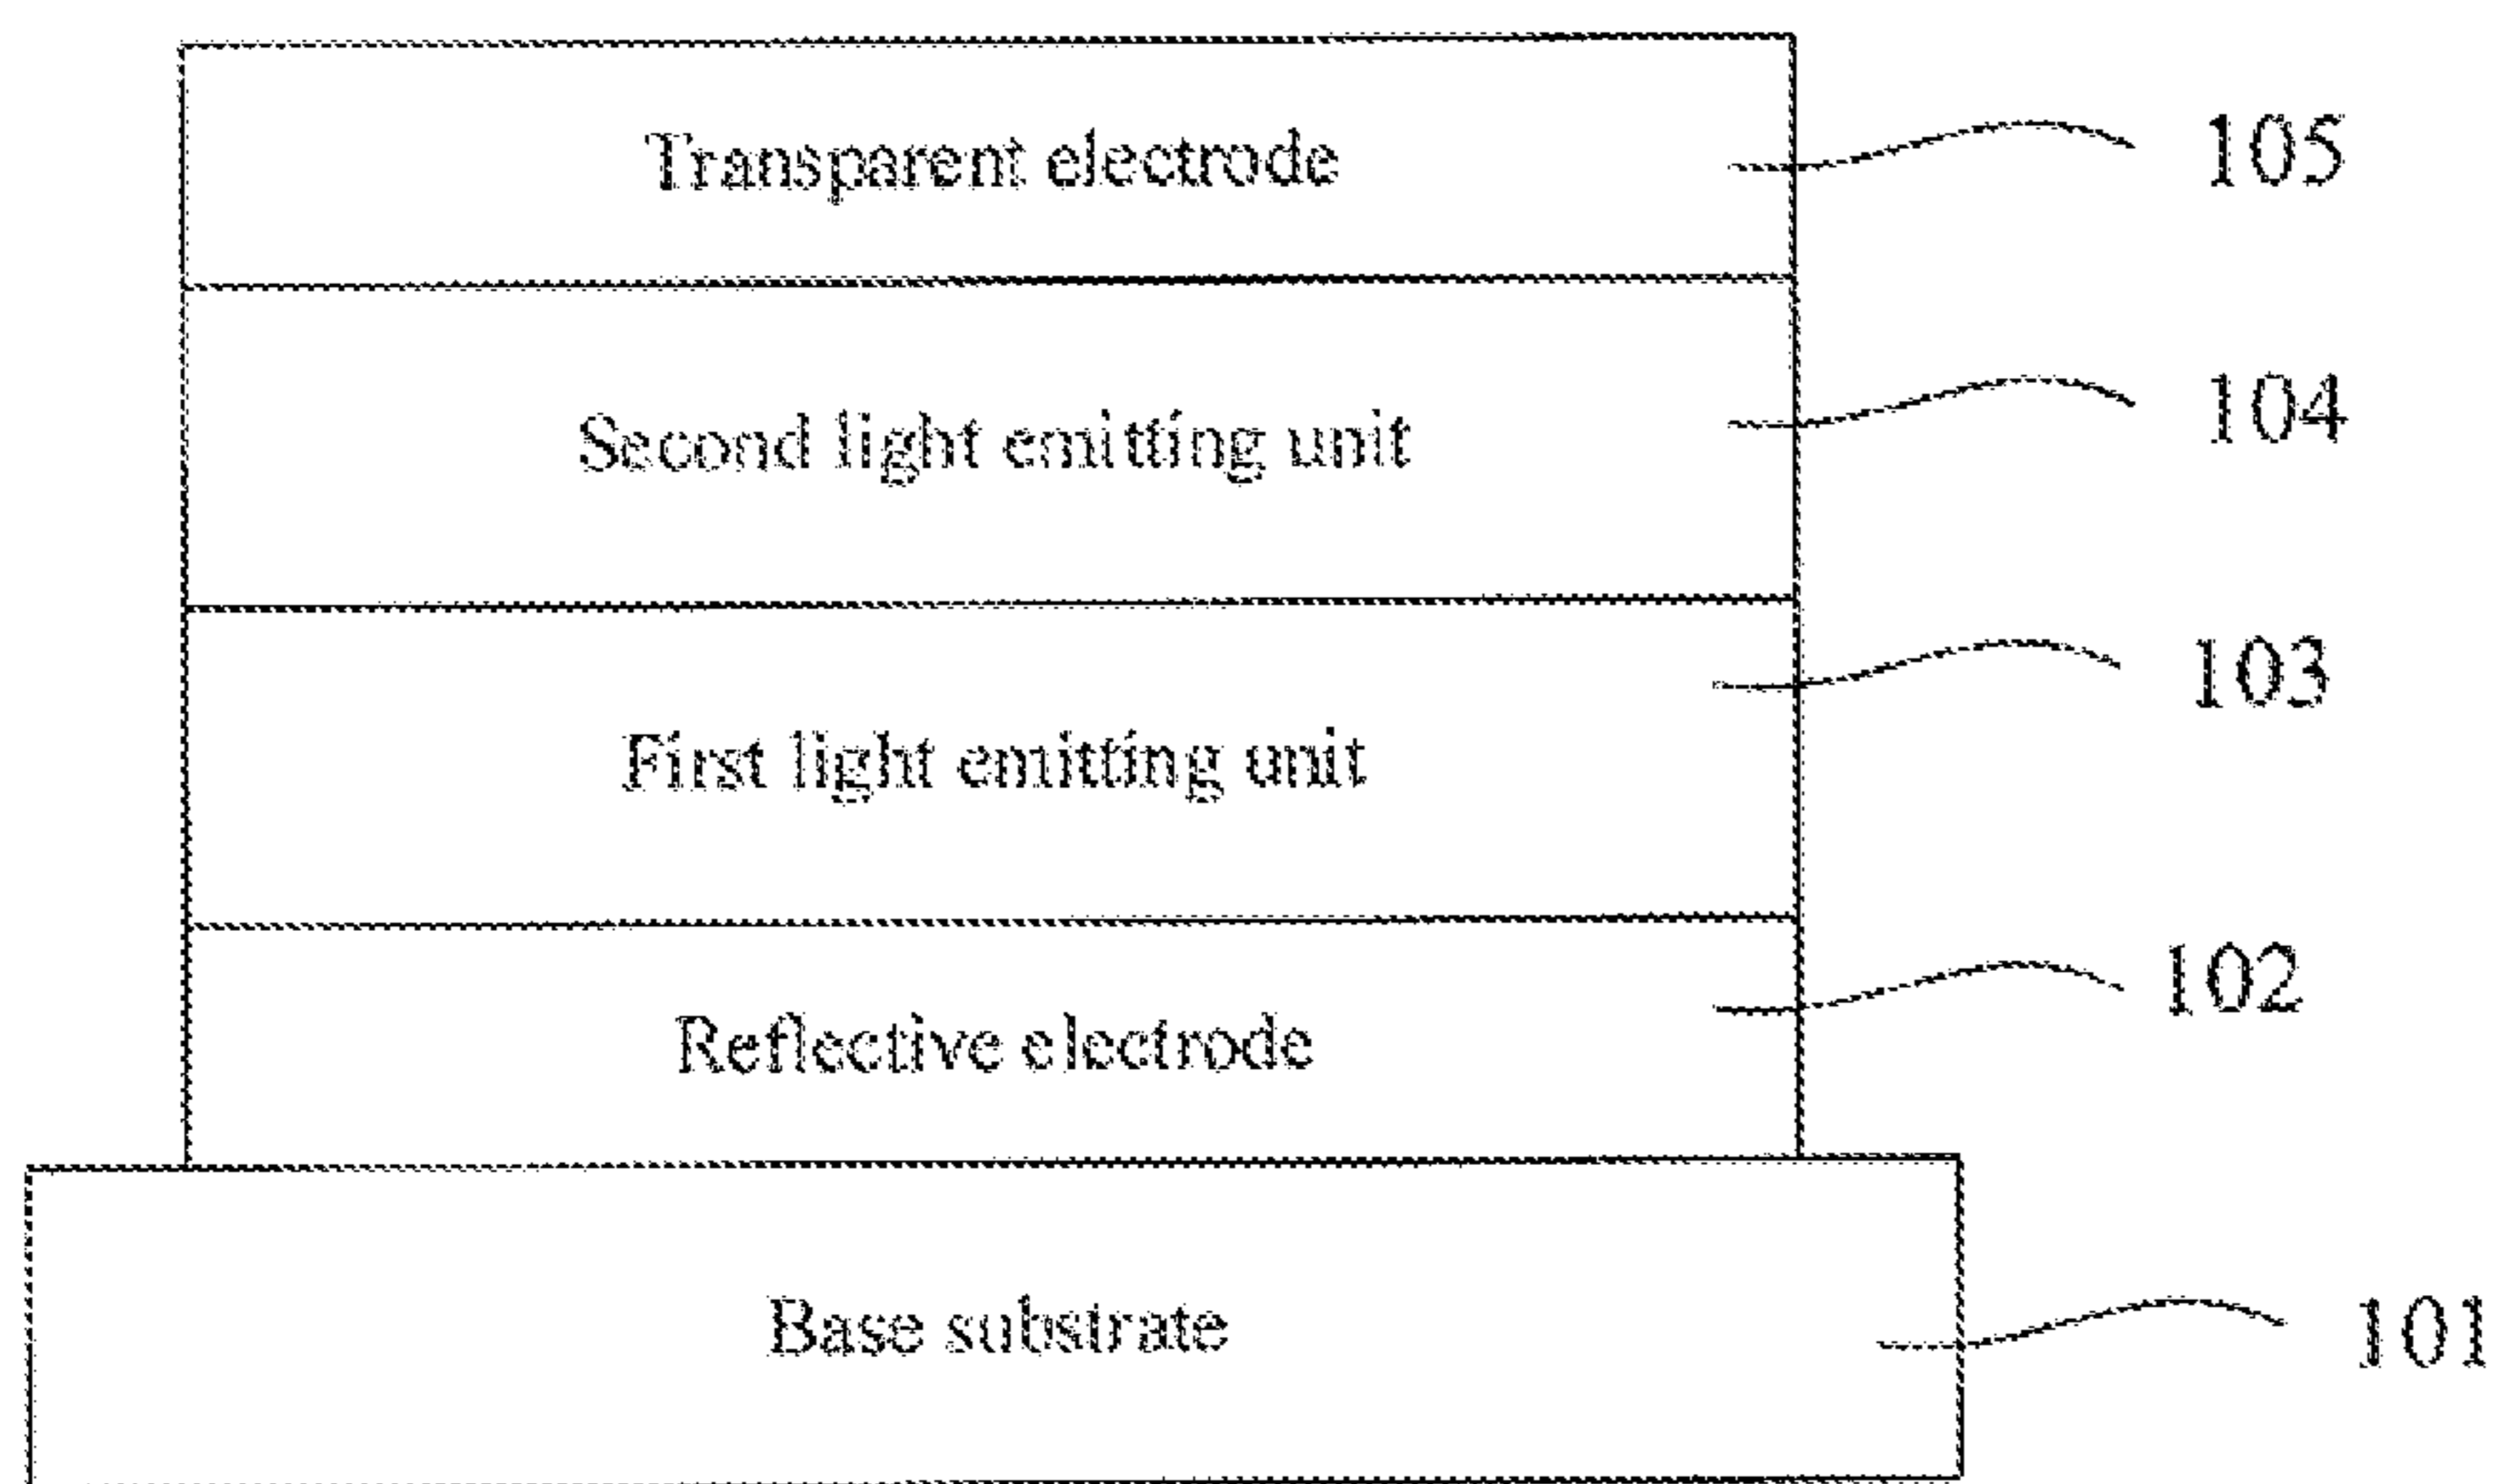 Transparent electrode 105
Second light emitting unit 104
103
First light emitting unit
102
Reflective electrode
Base substrate 101